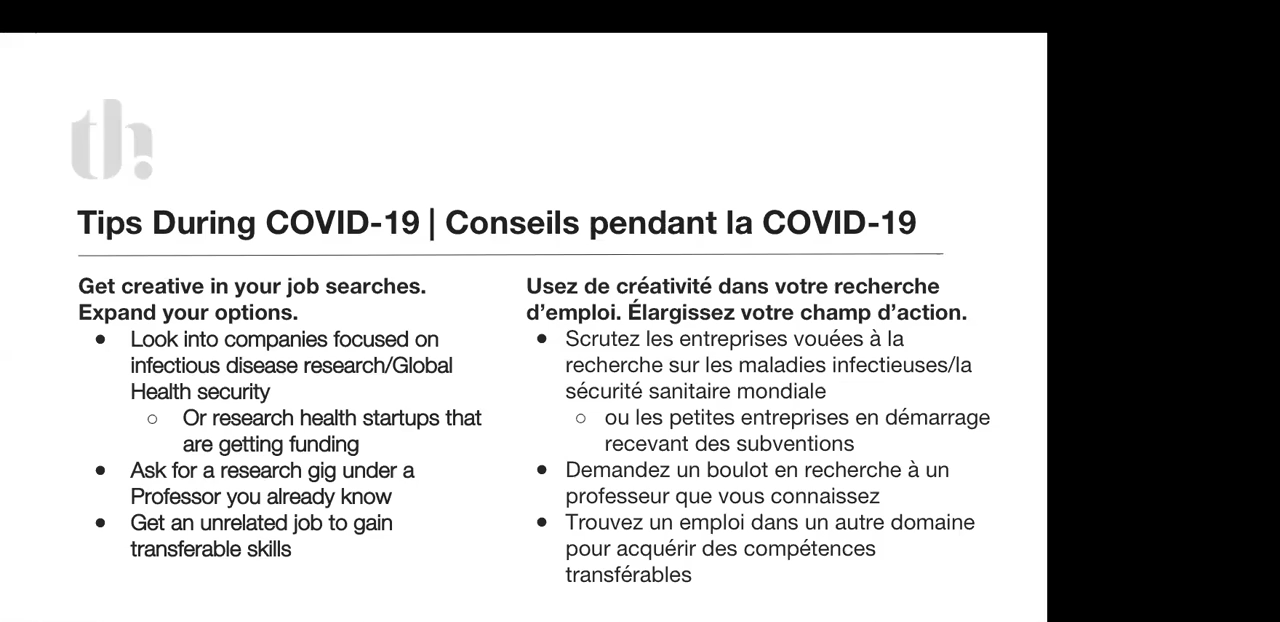 th.
Tips During COVID-19 | Conseils pendant la COVID-19
Get creative in your job searches.
Expand your options.
● Look into companies focused on
infectious disease research/Global
Health security
○ Or research health startups that
are getting funding
● Ask for a research gig under a
Professor you already know
● Get an unrelated job to gain
transferable skills
Usez de créativité dans votre recherche
d’emploi. Élargissez votre champ d’action.
● Scrutez les entreprises vouées à la
recherche sur les maladies infectieuses/la
sécurité sanitaire mondiale
○ ou les petites entreprises en démarrage
recevant des subventions
● Demandez un boulot en recherche à un
professeur que vous connaissez
● Trouvez un emploi dans un autre domaine
pour acquérir des compétences
transférables